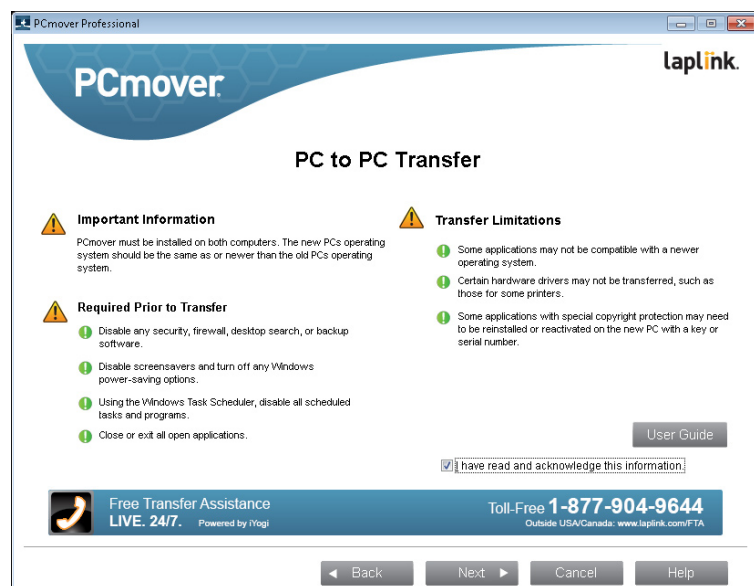 PCmover Professional
PCmover
laplink.
PC to PC Transfer
Important Information
PCmover must be installed on both computers. The new PCs operating
system should be the same as or newer than the old PCs operating
system.
Required Prior to Transfer
Disable any security, firewall, desktop search, or backup
software.
Disable screensavers and turn off any Windows
power-saving options.
Using the Windows Task Scheduler, disable all scheduled
tasks and programs.
Close or exit all open applications.
Transfer Limitations
Some applications may not be compatible with a newer
operating system.
Certain hardware drivers may not be transferred, such as
those for some printers.
Some applications with special copyright protection may need
to be reinstalled or reactivated on the new PC with a key or
serial number.
User Guide
I have read and acknowledge this information.
Free Transfer Assistance
LIVE. 24/7. Powered by iYogi
Toll-Free 1-877-904-9644
Outside USA/Canada: www.laplink.com/FTA
Back
Next
Cancel
Help